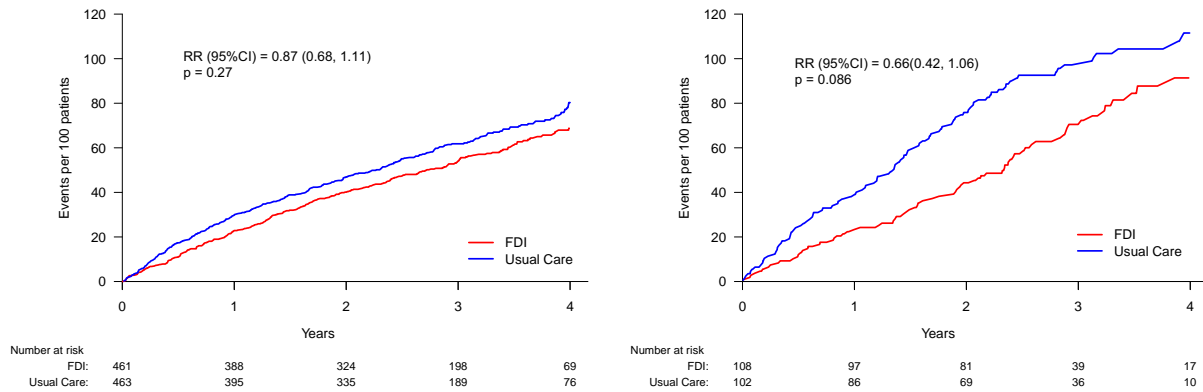 120
100
80
60
40
20
0
Events per 100 patients
RR (95%CI) = 0.87 (0.68, 1.11)
p = 0.27
FDI
Usual Care
0 1 2 3 4
Years
Number at risk
FDI: 461 388 324 198 69
Usual Care: 463 395 335 189 76
120
100
80
60
40
20
0
Events per 100 patients
RR (95%CI) = 0.66(0.42, 1.06)
p = 0.086
FDI
Usual Care
0 1 2 3 4
Years
Number at risk
FDI: 108 97 81 39 17
Usual Care: 102 86 69 36 10